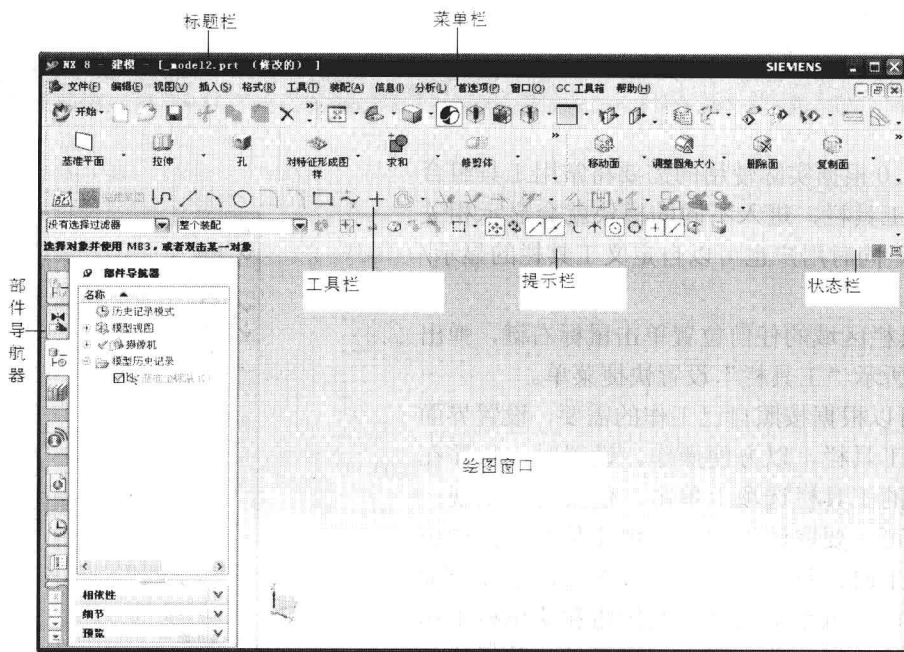 标题栏
菜单栏
NX 8 - 建模 - [_model2.prt （修改的） ]
SIEMENS
文件(F) 编辑(E) 视图(V) 插入(S) 格式(R) 工具(T) 装配(A) 信息(I) 分析(L) 首选项(P) 窗口(O) GC 工具箱 帮助(H)
开始
基准平面 拉伸 孔 对特征形成图样 求和 修剪体 移动面 调整圆角大小 删除面 复制面
没有选择过滤器 整个装配
选择对象并使用 MB3，或者双击某一对象
部件导航器
部件导航器
工具栏
提示栏
状态栏
名称
历史记录模式
模型视图
摄像机
模型历史记录
绘图窗口
相依性
细节
预览